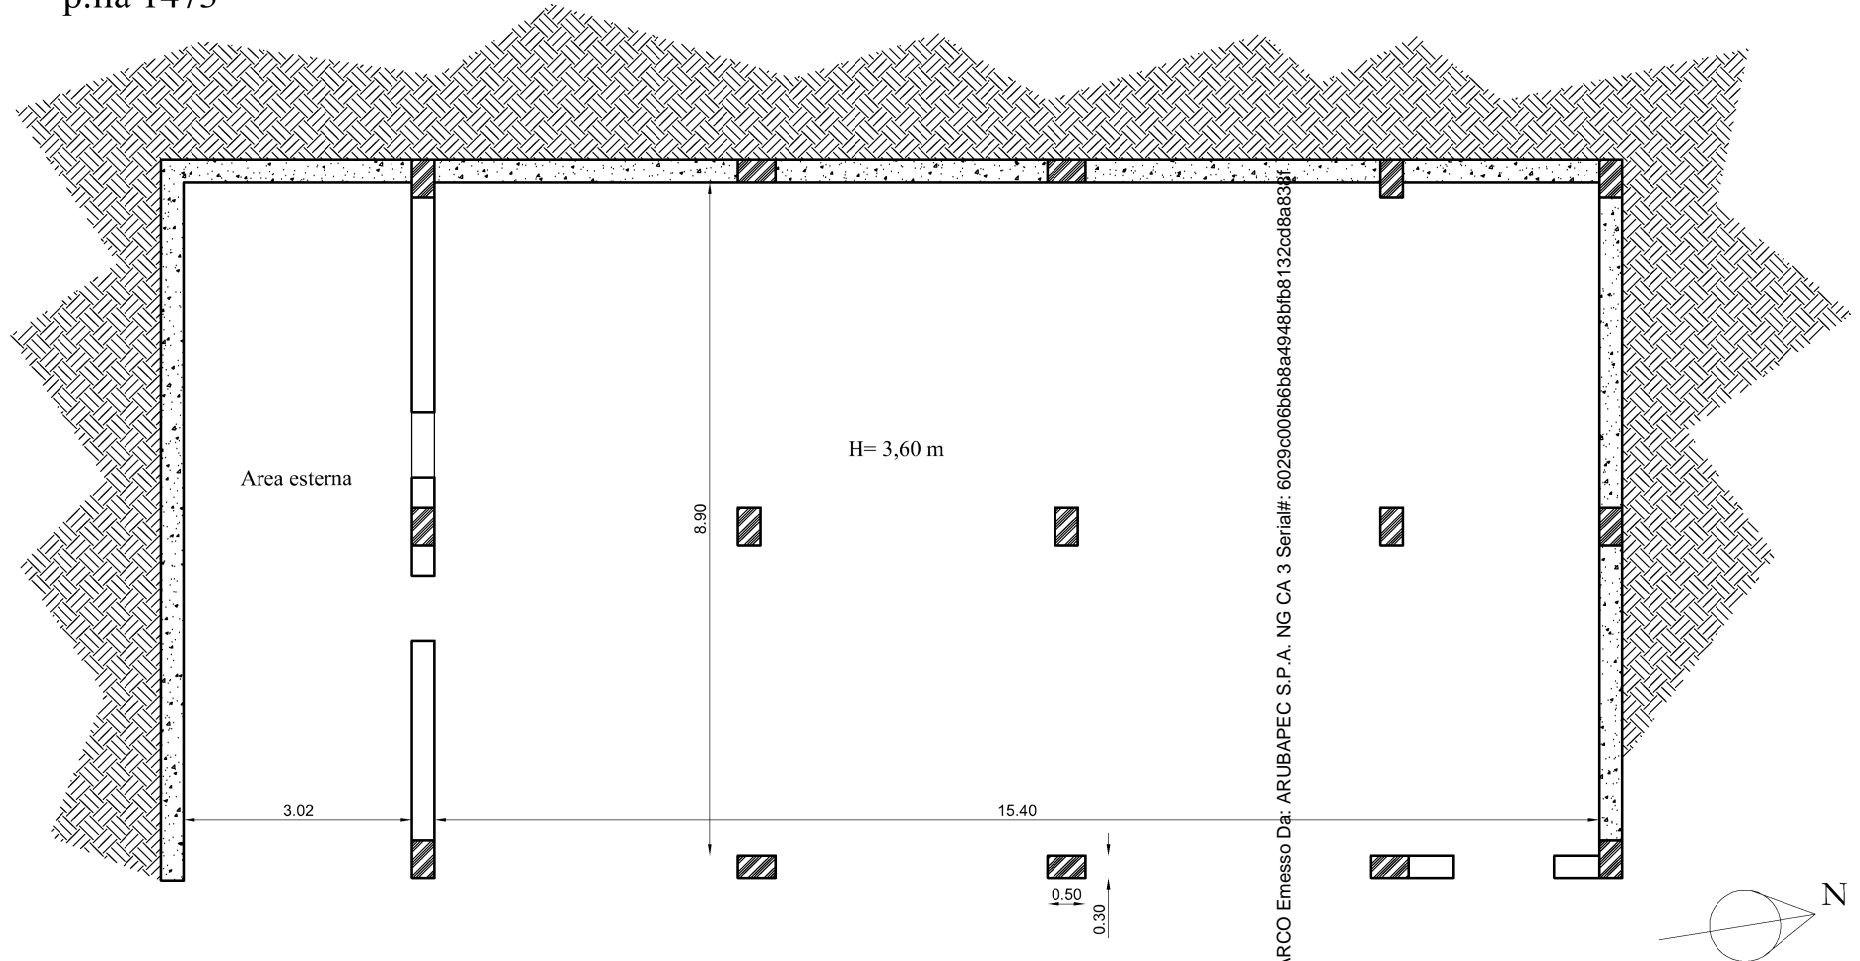 p.lla 1473
ARCO Emesso Da: ARUBAPEC S.P.A. NG CA 3 Serial#: 6029c006b6b8a4948bfb8132cd8a838f
H= 3,60 m
Area esterna
8.90
3.02
15.40
0.50
0.30
N